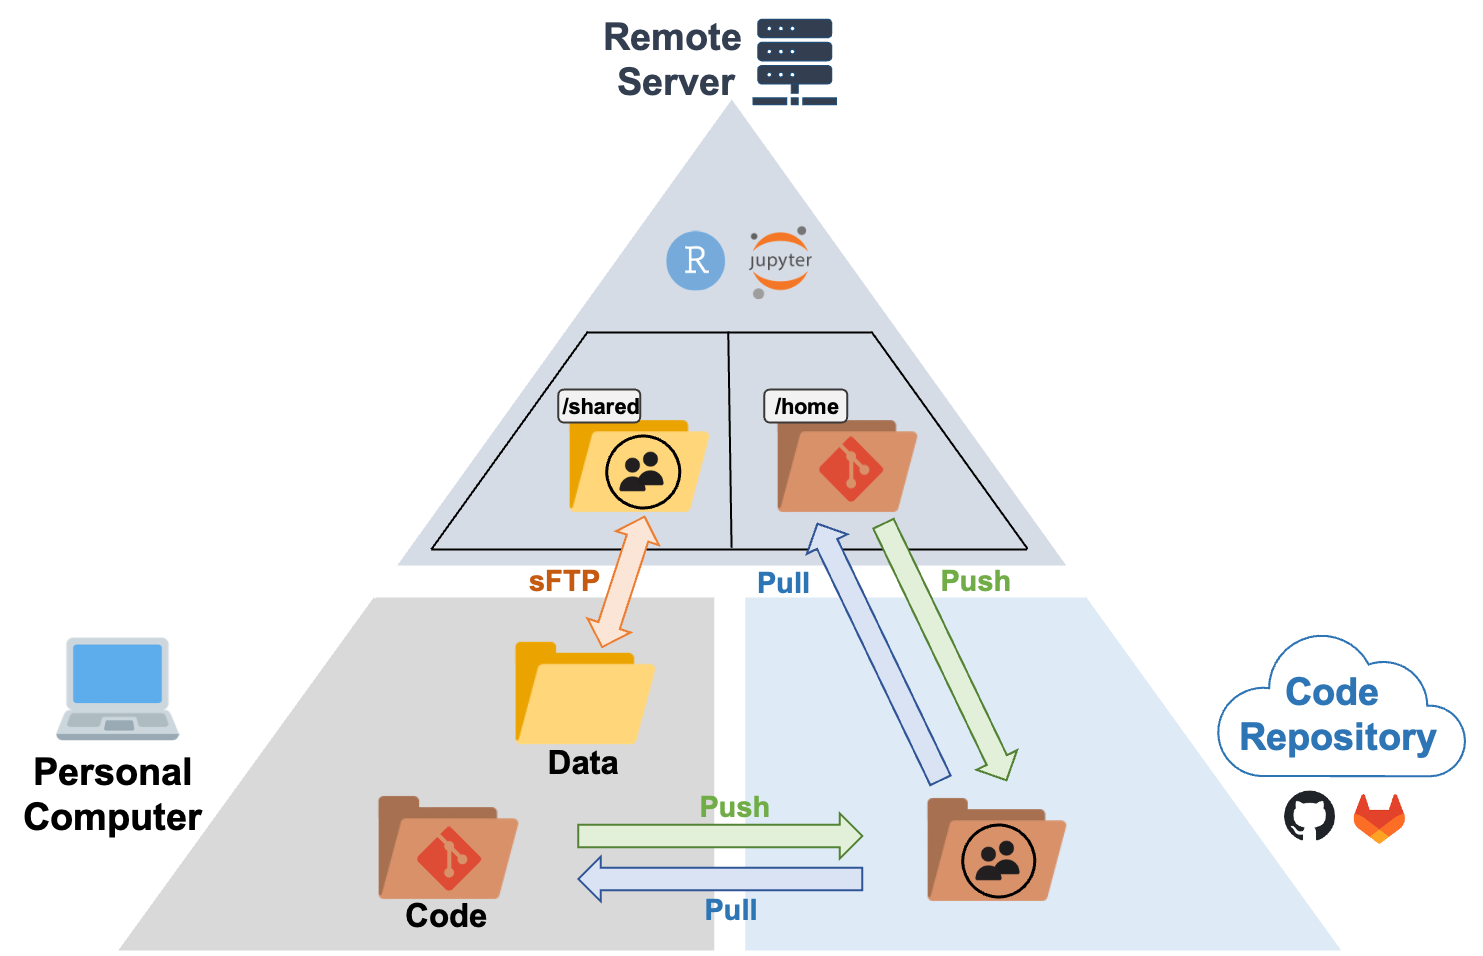 Remote
Server
R
jupyter
/shared
/home
sFTP
Pull
Push
Data
Personal
Computer
Code
Repository
Push
Code
Pull